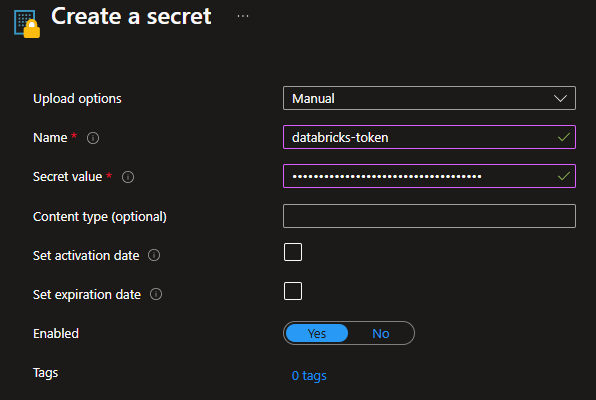 Create a secret ...
Upload options Manual
Name * databricks-token
Secret value * •••••••••••••••••••••••••••••••••••
Content type (optional)
Set activation date
Set expiration date
Enabled Yes No
Tags 0 tags